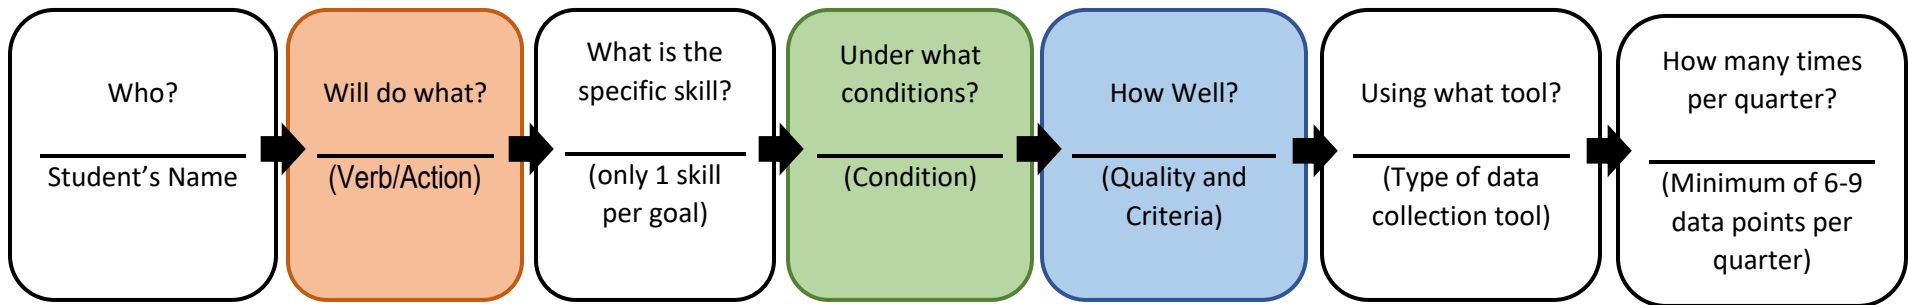 Who?
Student’s Name
Will do what?
(Verb/Action)
What is the
specific skill?
(only 1 skill
per goal)
Under what
conditions?
(Condition)
How Well?
(Quality and
Criteria)
Using what tool?
(Type of data
collection tool)
How many times
per quarter?
(Minimum of 6-9
data points per
quarter)